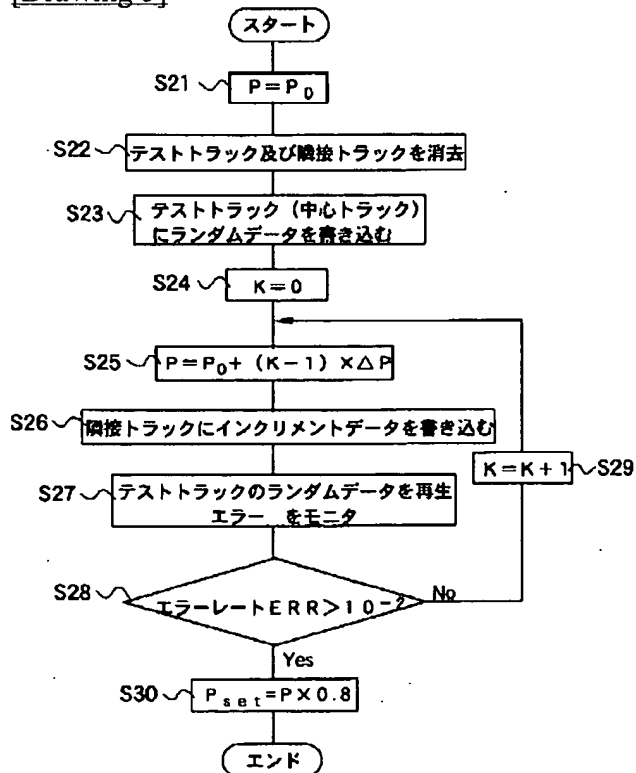 スタート
S21
P=P0
S22
テストトラック及び隣接トラックを消去
S23
テストトラック(中心トラック)
にランダムデータを書き込む
S24
K=0
S25
P=P0+(K-1)×△P
S26
隣接トラックにインクリメントデータを書き込む
S27
テストトラックのランダムデータを再生
エラー をモニタ
K=K+1
S29
S28
エラーレートERR>10-2
No
Yes
S30
Pset=P×0.8
エンド